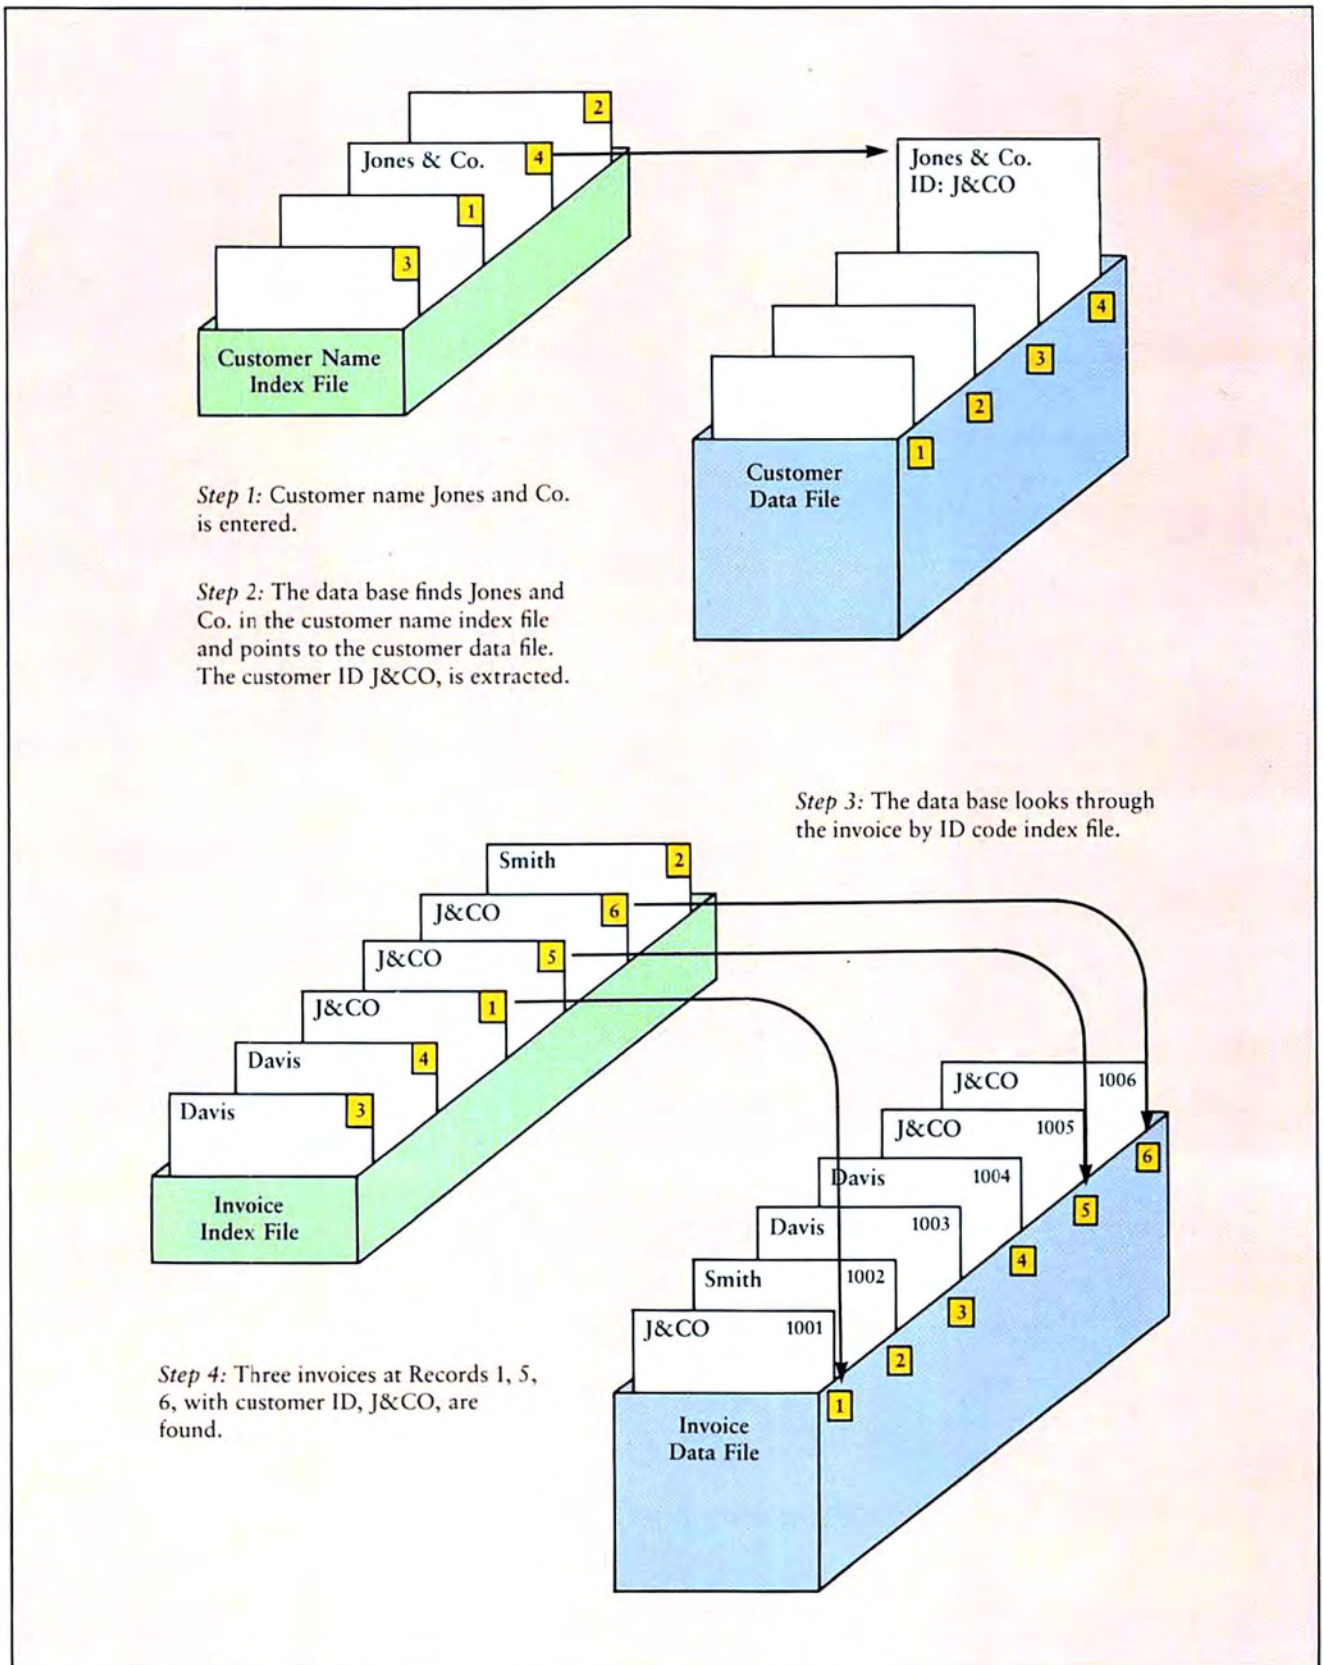 2
Jones & Co. 4
1
3
Customer Name
Index File
Jones & Co.
ID: J&CO
4
3
2
1
Customer
Data File
Step 1: Customer name Jones and Co.
is entered.
Step 2: The data base finds Jones and
Co. in the customer name index file
and points to the customer data file.
The customer ID J&CO, is extracted.
Step 3: The data base looks through
the invoice by ID code index file.
Smith 2
J&CO 6
J&CO 5
J&CO 1
Davis 4
Davis 3
Invoice
Index File
J&CO 1006
J&CO 1005
Davis 1004
Davis 1003
Smith 1002
J&CO 1001
6
5
4
3
2
1
Invoice
Data File
Step 4: Three invoices at Records 1, 5,
6, with customer ID, J&CO, are
found.